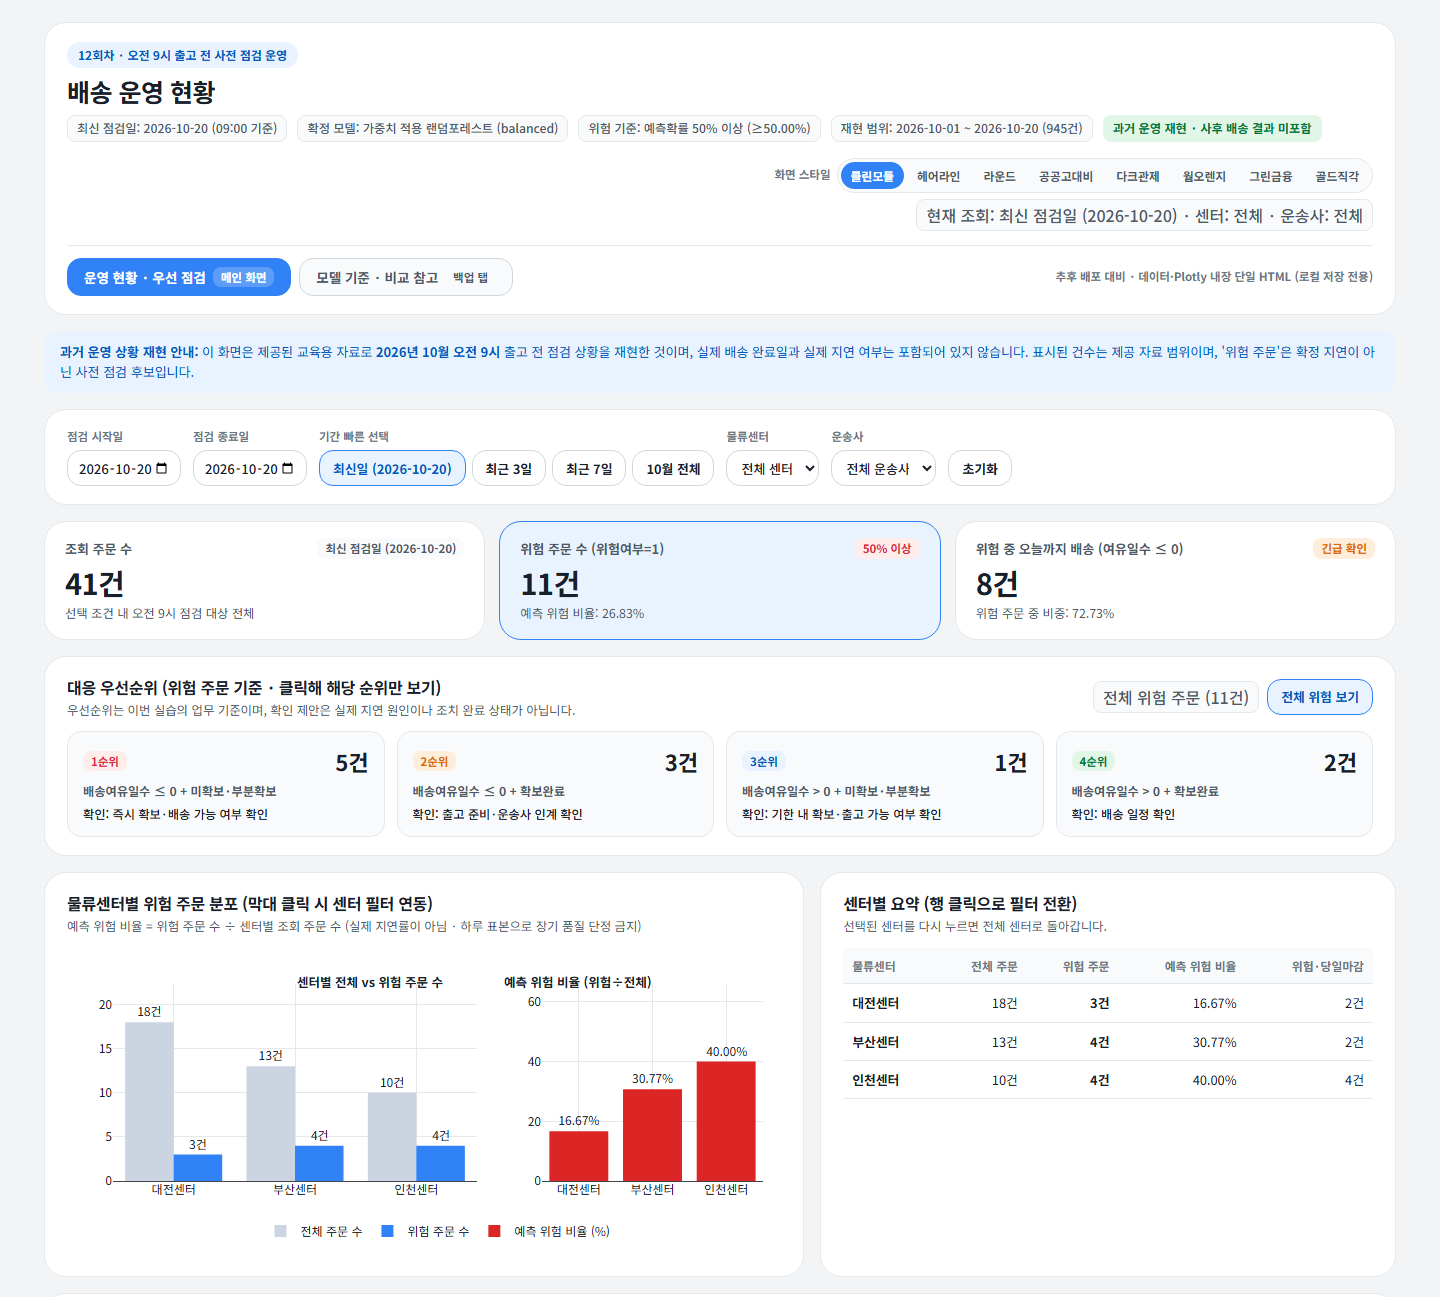 12회차 · 오전 9시 출고 전 사전 점검 운영
배송 운영 현황
최신 점검일: 2026-10-20 (09:00 기준)
확정 모델: 가중치 적용 랜덤포레스트 (balanced)
위험 기준: 예측확률 50% 이상 (≥50.00%)
재현 범위: 2026-10-01 ~ 2026-10-20 (945건)
과거 운영 재현 · 사후 배송 결과 미포함
화면 스타일
클린모듈
헤어라인
라운드
공공고대비
다크관제
웜오렌지
그린금융
골드직각
현재 조회: 최신 점검일 (2026-10-20) · 센터: 전체 · 운송사: 전체
운영 현황 · 우선 점검 메인 화면
모델 기준 · 비교 참고 백업 탭
추후 배포 대비 · 데이터·Plotly 내장 단일 HTML (로컬 저장 전용)
과거 운영 상황 재현 안내: 이 화면은 제공된 교육용 자료로 2026년 10월 오전 9시 출고 전 점검 상황을 재현한 것이며, 실제 배송 완료일과 실제 지연 여부는 포함되어 있지 않습니다. 표시된 건수는 제공 자료 범위이며, '위험 주문'은 확정 지연이 아
닌 사전 점검 후보입니다.
점검 시작일
점검 종료일
기간 빠른 선택
물류센터
운송사
2026-10-20
2026-10-20
최신일 (2026-10-20)
최근 3일
최근 7일
10월 전체
전체 센터
전체 운송사
초기화
조회 주문 수
최신 점검일 (2026-10-20)
41건
선택 조건 내 오전 9시 점검 대상 전체
위험 주문 수 (위험여부=1)
50% 이상
11건
예측 위험 비율: 26.83%
위험 중 오늘까지 배송 (여유일수 ≤ 0)
긴급 확인
8건
위험 주문 중 비중: 72.73%
대응 우선순위 (위험 주문 기준 · 클릭해 해당 순위만 보기)
우선순위는 이번 실습의 업무 기준이며, 확인 제안은 실제 지연 원인이나 조치 완료 상태가 아닙니다.
전체 위험 주문 (11건)
전체 위험 보기
1순위
5건
배송여유일수 ≤ 0 + 미확보·부분확보
확인: 즉시 확보·배송 가능 여부 확인
2순위
3건
배송여유일수 ≤ 0 + 확보완료
확인: 출고 준비·운송사 인계 확인
3순위
1건
배송여유일수 > 0 + 미확보·부분확보
확인: 기한 내 확보·출고 가능 여부 확인
4순위
2건
배송여유일수 > 0 + 확보완료
확인: 배송 일정 확인
물류센터별 위험 주문 분포 (막대 클릭 시 센터 필터 연동)
예측 위험 비율 = 위험 주문 수 ÷ 센터별 조회 주문 수 (실제 지연률이 아님 · 하루 표본으로 장기 품질 단정 금지)
센터별 전체 vs 위험 주문 수
20
15
10
5
0
18건
3건
13건
4건
10건
4건
대전센터
부산센터
인천센터
예측 위험 비율 (위험÷전체)
60
40
20
0
16.67%
30.77%
40.00%
대전센터
부산센터
인천센터
전체 주문 수
위험 주문 수
예측 위험 비율 (%)
센터별 요약 (행 클릭으로 필터 전환)
선택된 센터를 다시 누르면 전체 센터로 돌아갑니다.
물류센터 전체 주문 위험 주문 예측 위험 비율 위험·당일마감
대전센터 18건 3건 16.67% 2건
부산센터 13건 4건 30.77% 2건
인천센터 10건 4건 40.00% 4건